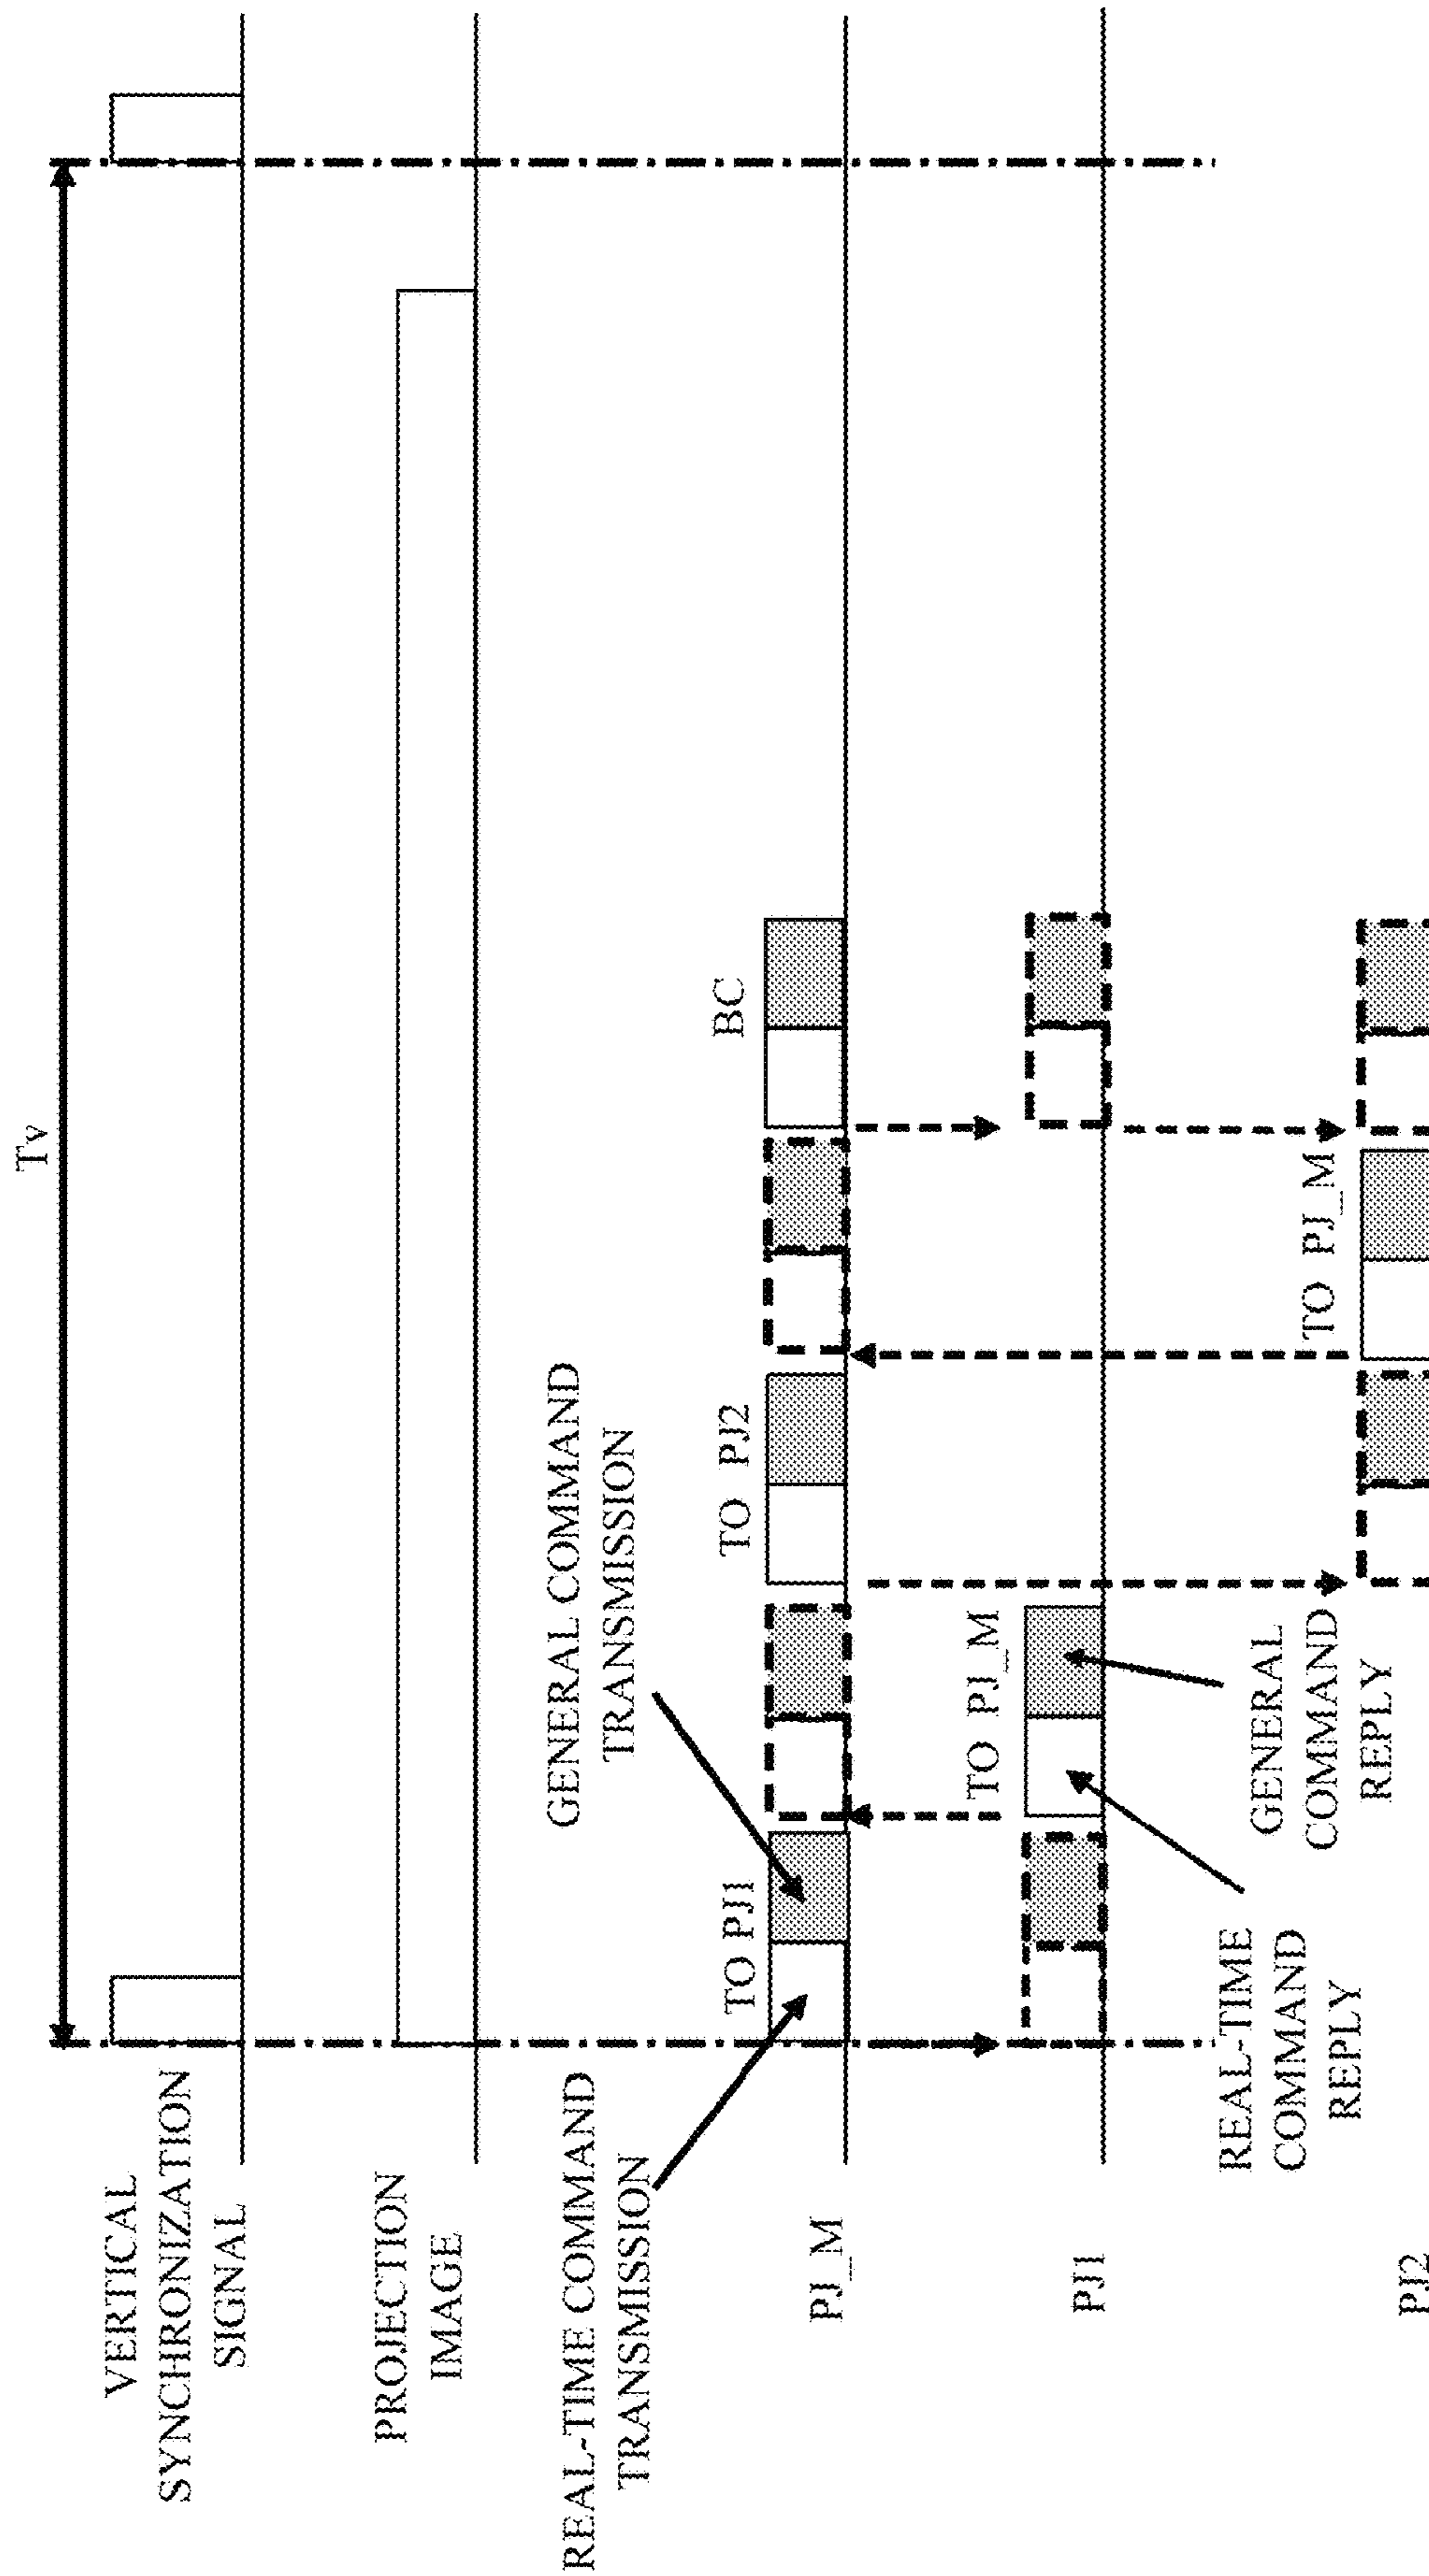 Tv
VERTICAL
SYNCHRONIZATION
SIGNAL
PROJECTION
IMAGE
REAL-TIME COMMAND
TRANSMISSION
GENERAL COMMAND
TRANSMISSION
TO PJ1
TO PJ2
BC
PJ_M
TO PJ_M
PJ1
REAL-TIME
COMMAND
REPLY
GENERAL
COMMAND
REPLY
TO PJ_M
PJ2